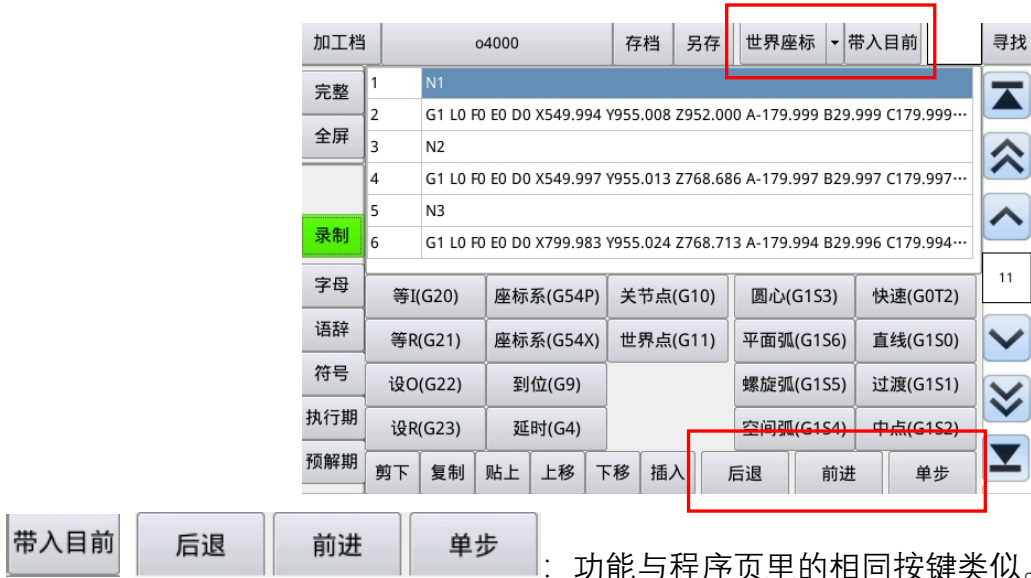 加工档 o4000 存档 另存 世界座标 带入目前 寻找
完整 1 N1
2 G1 L0 F0 E0 D0 X549.994 Y955.008 Z952.000 A-179.999 B29.999 C179.999···
全屏 3 N2
4 G1 L0 F0 E0 D0 X549.997 Y955.013 Z768.686 A-179.997 B29.997 C179.997···
5 N3
录制 6 G1 L0 F0 E0 D0 X799.983 Y955.024 Z768.713 A-179.994 B29.996 C179.994···
字母 等I(G20) 座标系(G54P) 关节点(G10) 圆心(G1S3) 快速(G0T2) 11
语辞 等R(G21) 座标系(G54X) 世界点(G11) 平面弧(G1S6) 直线(G1S0)
符号 设O(G22) 到位(G9) 螺旋弧(G1S5) 过渡(G1S1)
执行期 设R(G23) 延时(G4) 空间弧(G1S4) 中点(G1S2)
预解期 剪下 复制 贴上 上移 下移 插入 后退 前进 单步
带入目前 后退 前进 单步 : 功能与程序页里的相同按键类似。